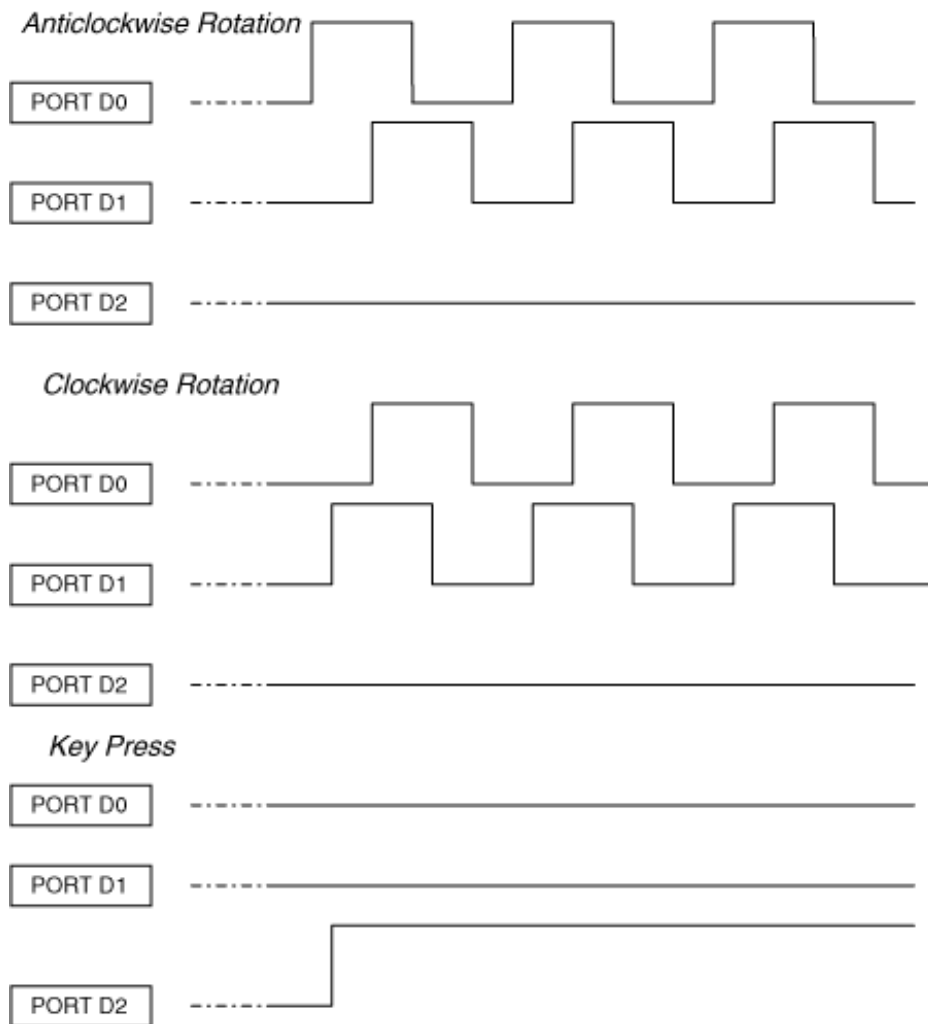 Anticlockwise Rotation
PORT D0
PORT D1
PORT D2
Clockwise Rotation
PORT D0
PORT D1
PORT D2
Key Press
PORT D0
PORT D1
PORT D2